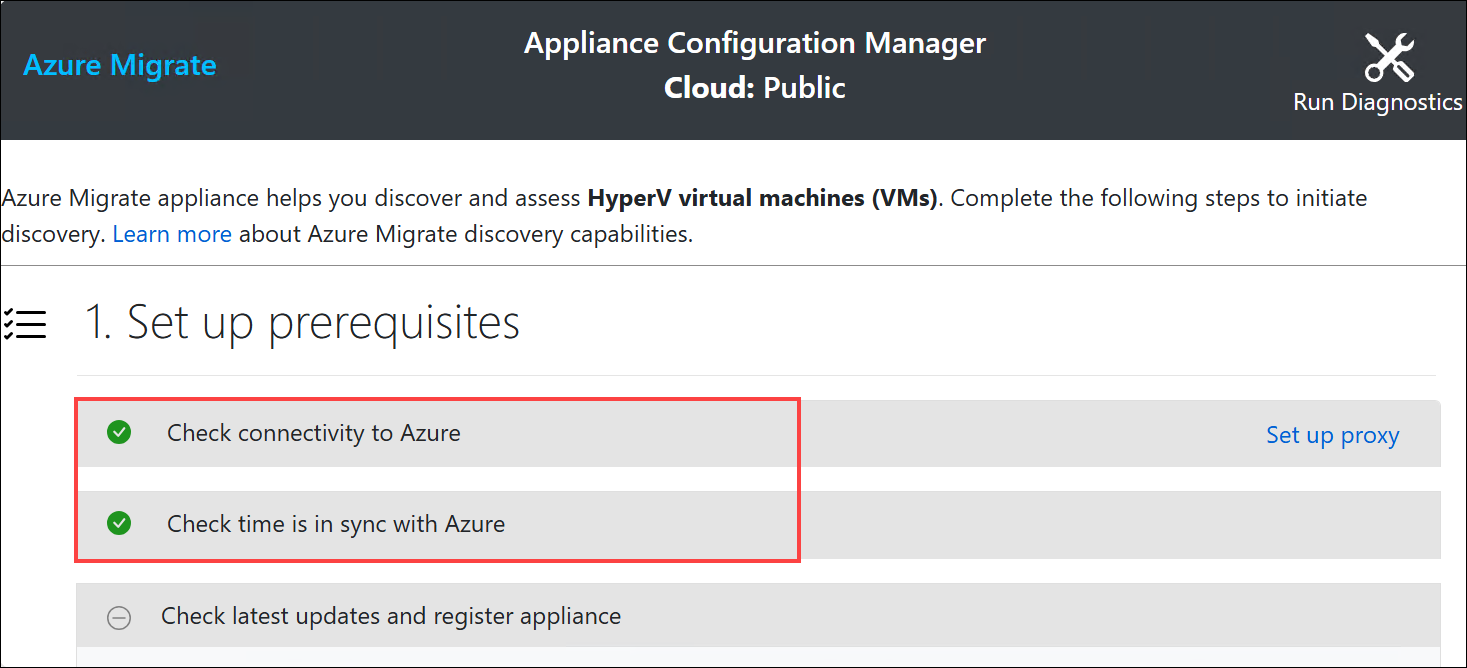 Azure Migrate
Appliance Configuration Manager
Cloud: Public
Run Diagnostics
Azure Migrate appliance helps you discover and assess HyperV virtual machines (VMs). Complete the following steps to initiate
discovery. Learn more about Azure Migrate discovery capabilities.
1. Set up prerequisites
Check connectivity to Azure
Set up proxy
Check time is in sync with Azure
Check latest updates and register appliance